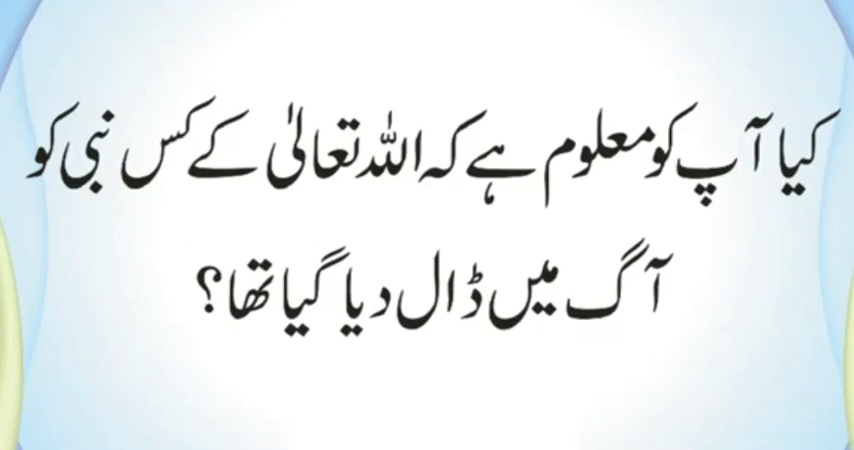 کیا آپ کو معلوم ہے کہ اللہ تعالیٰ کے کس نبی کو
آگ میں ڈال دیا گیا تھا؟